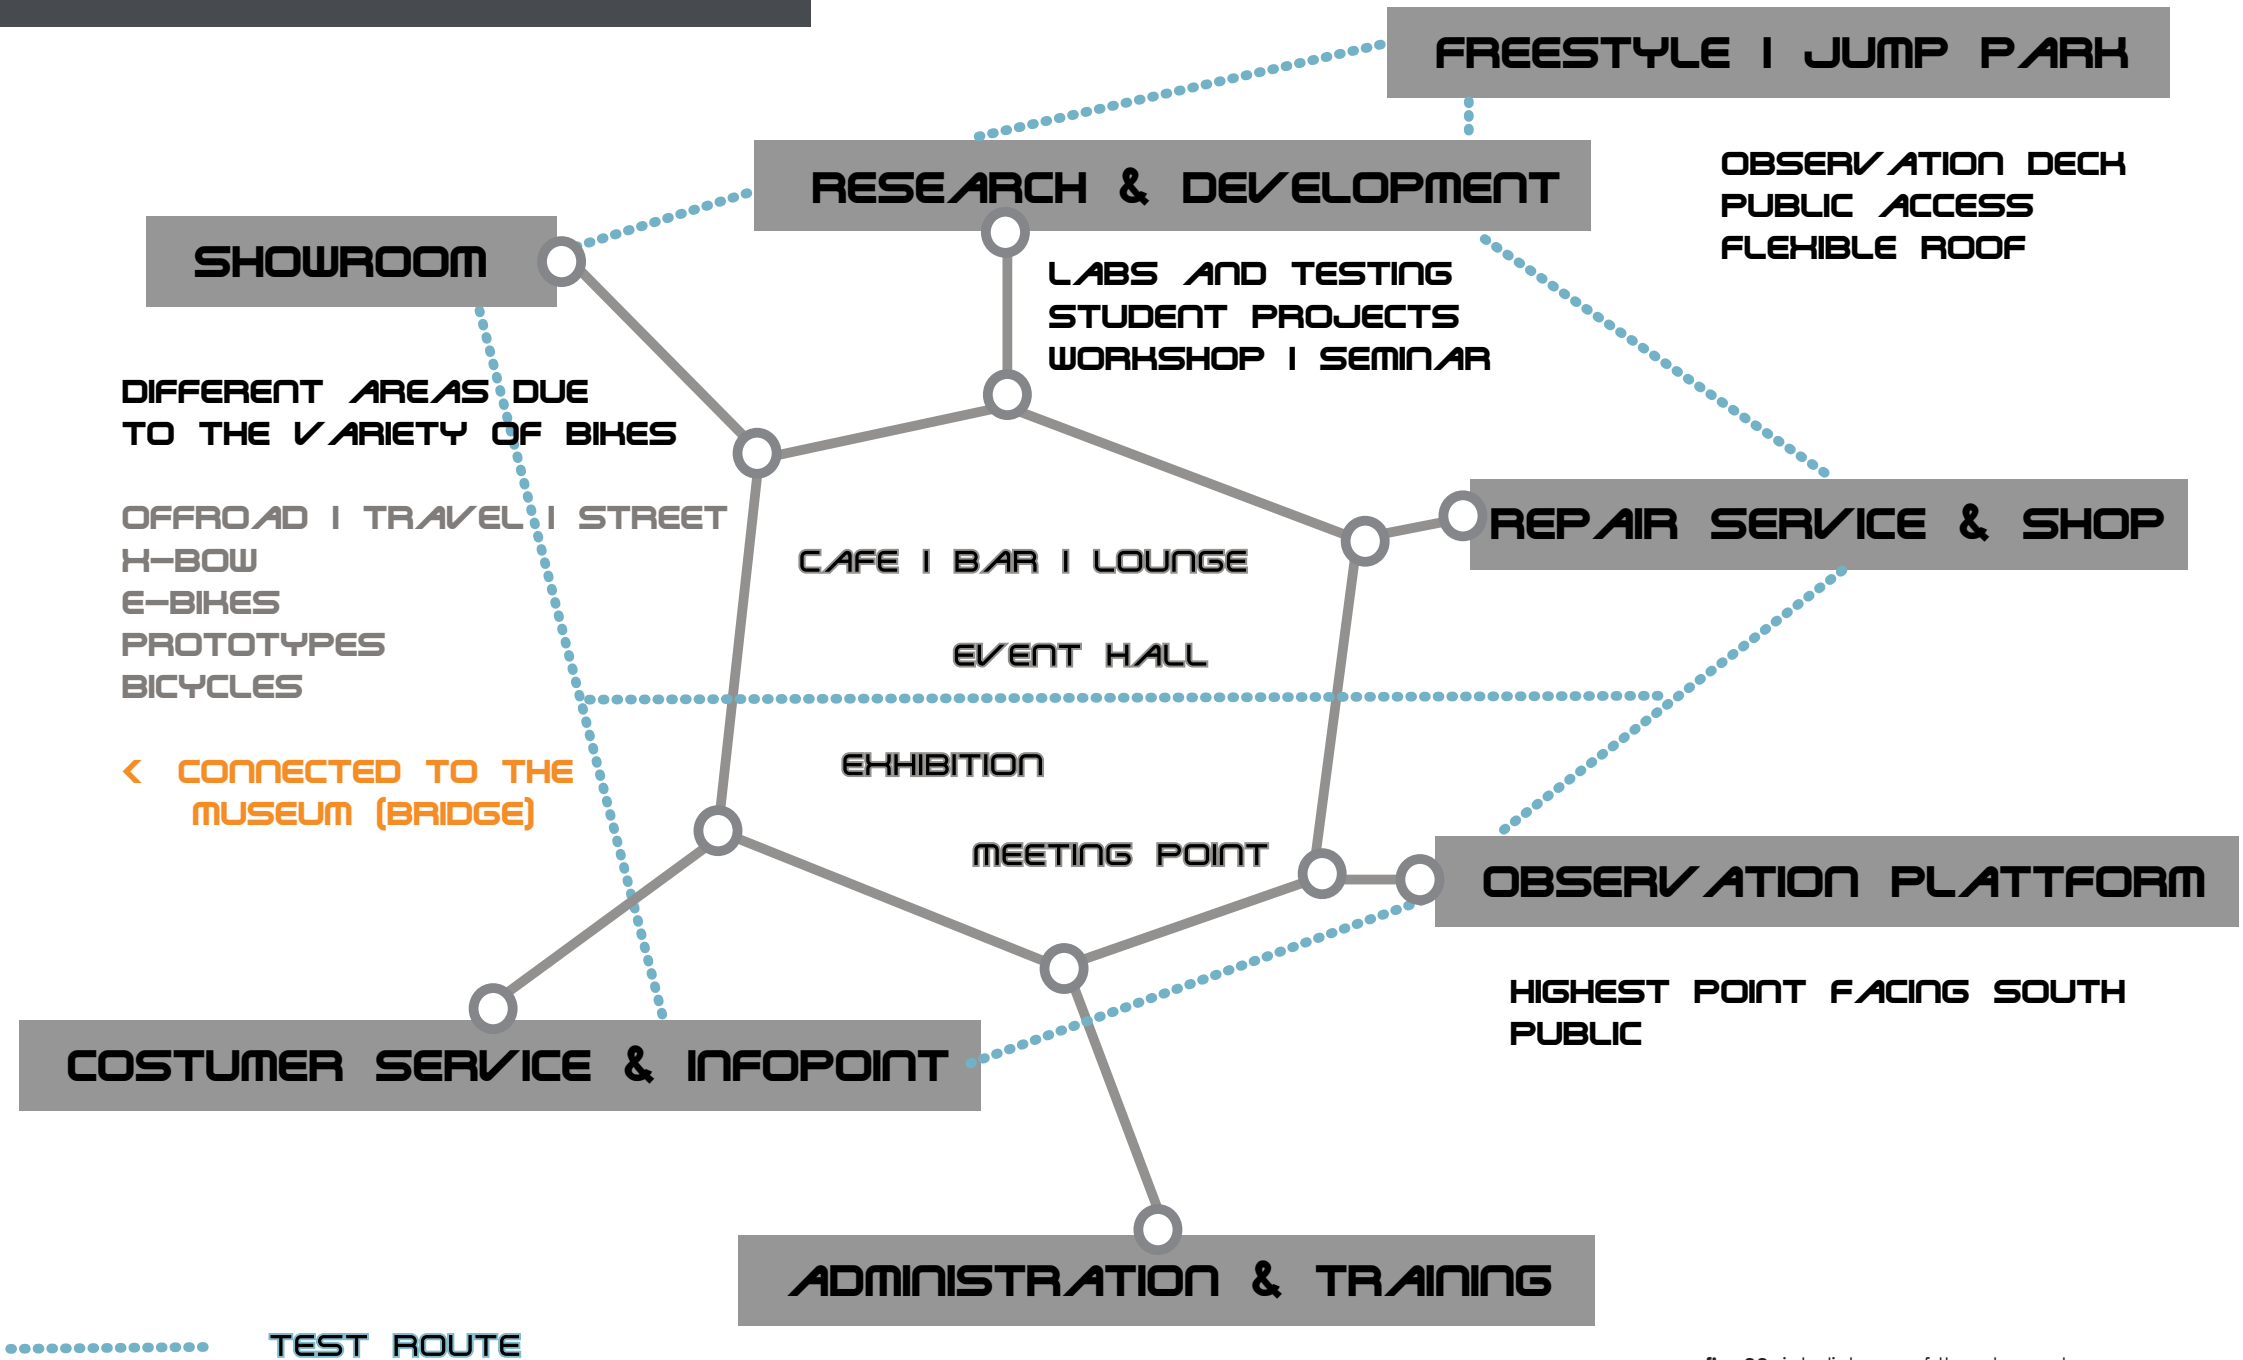 FREESTYLE | JUMP PARK
OBSERVATION DECK
PUBLIC ACCESS
FLEXIBLE ROOF
RESEARCH & DEVELOPMENT
LABS AND TESTING
STUDENT PROJECTS
WORKSHOP | SEMINAR
SHOWROOM
DIFFERENT AREAS DUE
TO THE VARIETY OF BIKES
OFFROAD | TRAVEL | STREET
X-BOW
E-BIKES
PROTOTYPES
BICYCLES
< CONNECTED TO THE
MUSEUM (BRIDGE)
CAFE | BAR | LOUNGE
EVENT HALL
EXHIBITION
MEETING POINT
REPAIR SERVICE & SHOP
OBSERVATION PLATTFORM
HIGHEST POINT FACING SOUTH
PUBLIC
COSTUMER SERVICE & INFOPOINT
ADMINISTRATION & TRAINING
TEST ROUTE